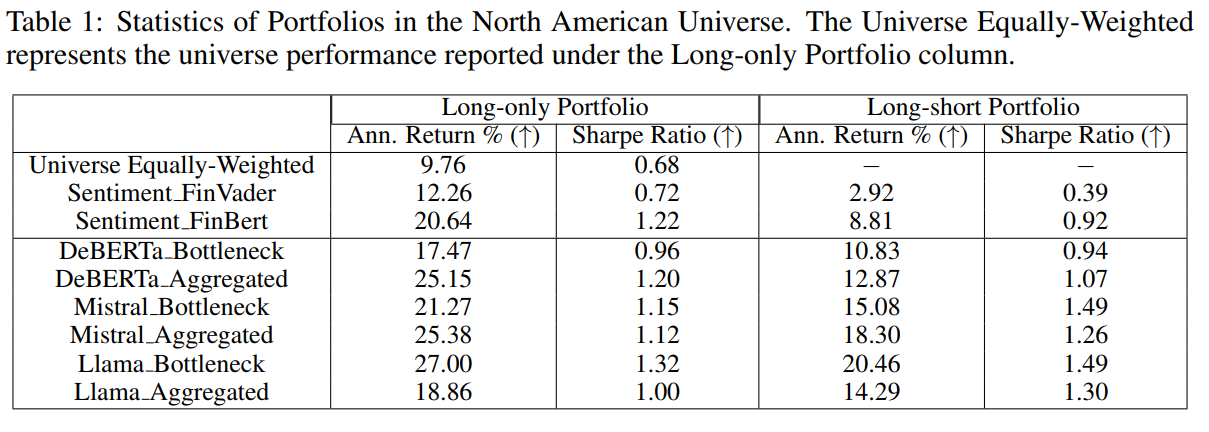 Table 1: Statistics of Portfolios in the North American Universe. The Universe Equally-Weighted
represents the universe performance reported under the Long-only Portfolio column.
Long-only Portfolio Long-short Portfolio
Ann. Return % (↑) Sharpe Ratio (↑) Ann. Return % (↑) Sharpe Ratio (↑)
Universe Equally-Weighted 9.76 0.68 − −
Sentiment_FinVader 12.26 0.72 2.92 0.39
Sentiment_FinBert 20.64 1.22 8.81 0.92
DeBERTa_Bottleneck 17.47 0.96 10.83 0.94
DeBERTa_Aggregated 25.15 1.20 12.87 1.07
Mistral_Bottleneck 21.27 1.15 15.08 1.49
Mistral_Aggregated 25.38 1.12 18.30 1.26
Llama_Bottleneck 27.00 1.32 20.46 1.49
Llama_Aggregated 18.86 1.00 14.29 1.30